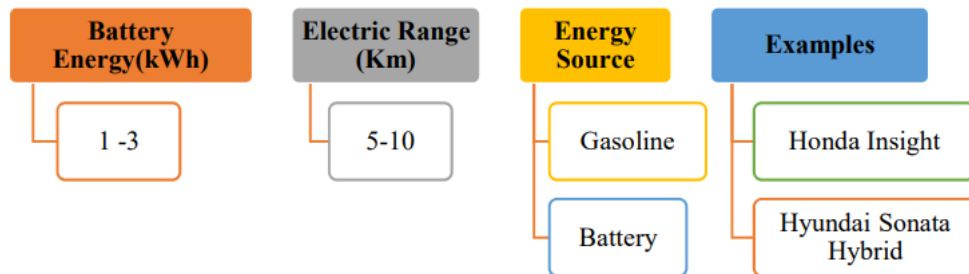 Battery
Energy(kWh)
1 -3
Electric Range
(Km)
5-10
Energy
Source
Gasoline
Battery
Examples
Honda Insight
Hyundai Sonata
Hybrid